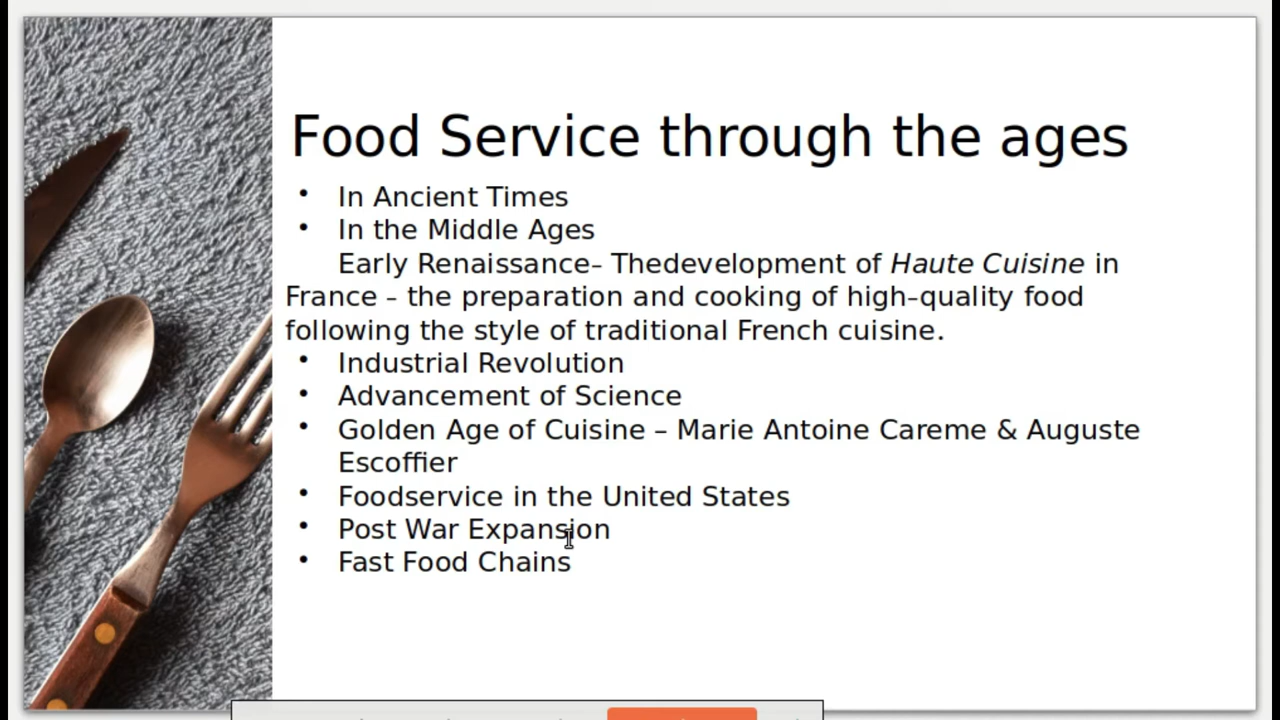 Food Service through the ages
• In Ancient Times
• In the Middle Ages
Early Renaissance– Thedevelopment of Haute Cuisine in
France – the preparation and cooking of high–quality food
following the style of traditional French cuisine.
• Industrial Revolution
• Advancement of Science
• Golden Age of Cuisine – Marie Antoine Careme & Auguste
Escoffier
• Foodservice in the United States
• Post War Expansion
• Fast Food Chains